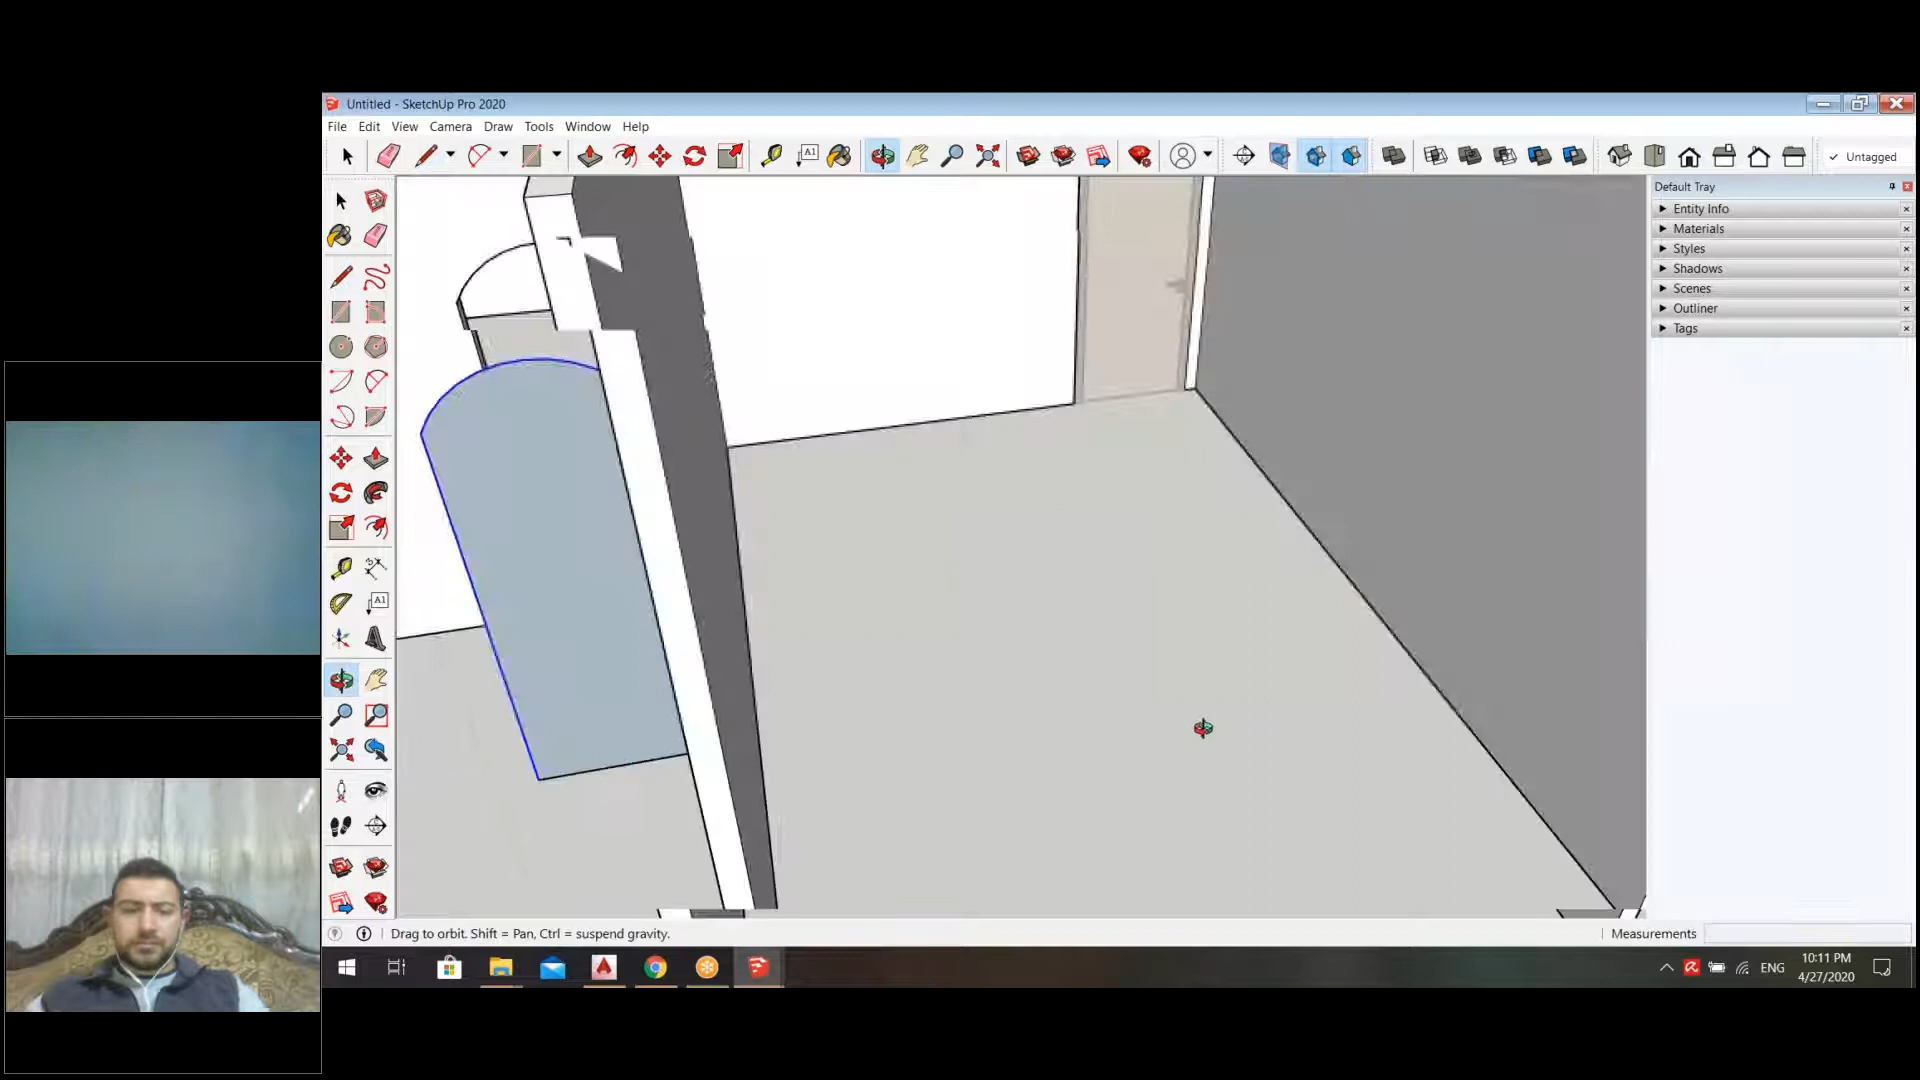 Untitled - SketchUp Pro 2020
File Edit View Camera Draw Tools Window Help
A1
Untagged
Default Tray
Entity Info
Materials
Styles
Shadows
Scenes
Outliner
Tags
A1
Drag to orbit. Shift = Pan, Ctrl = suspend gravity.
Measurements
ENG
10:11 PM
4/27/2020